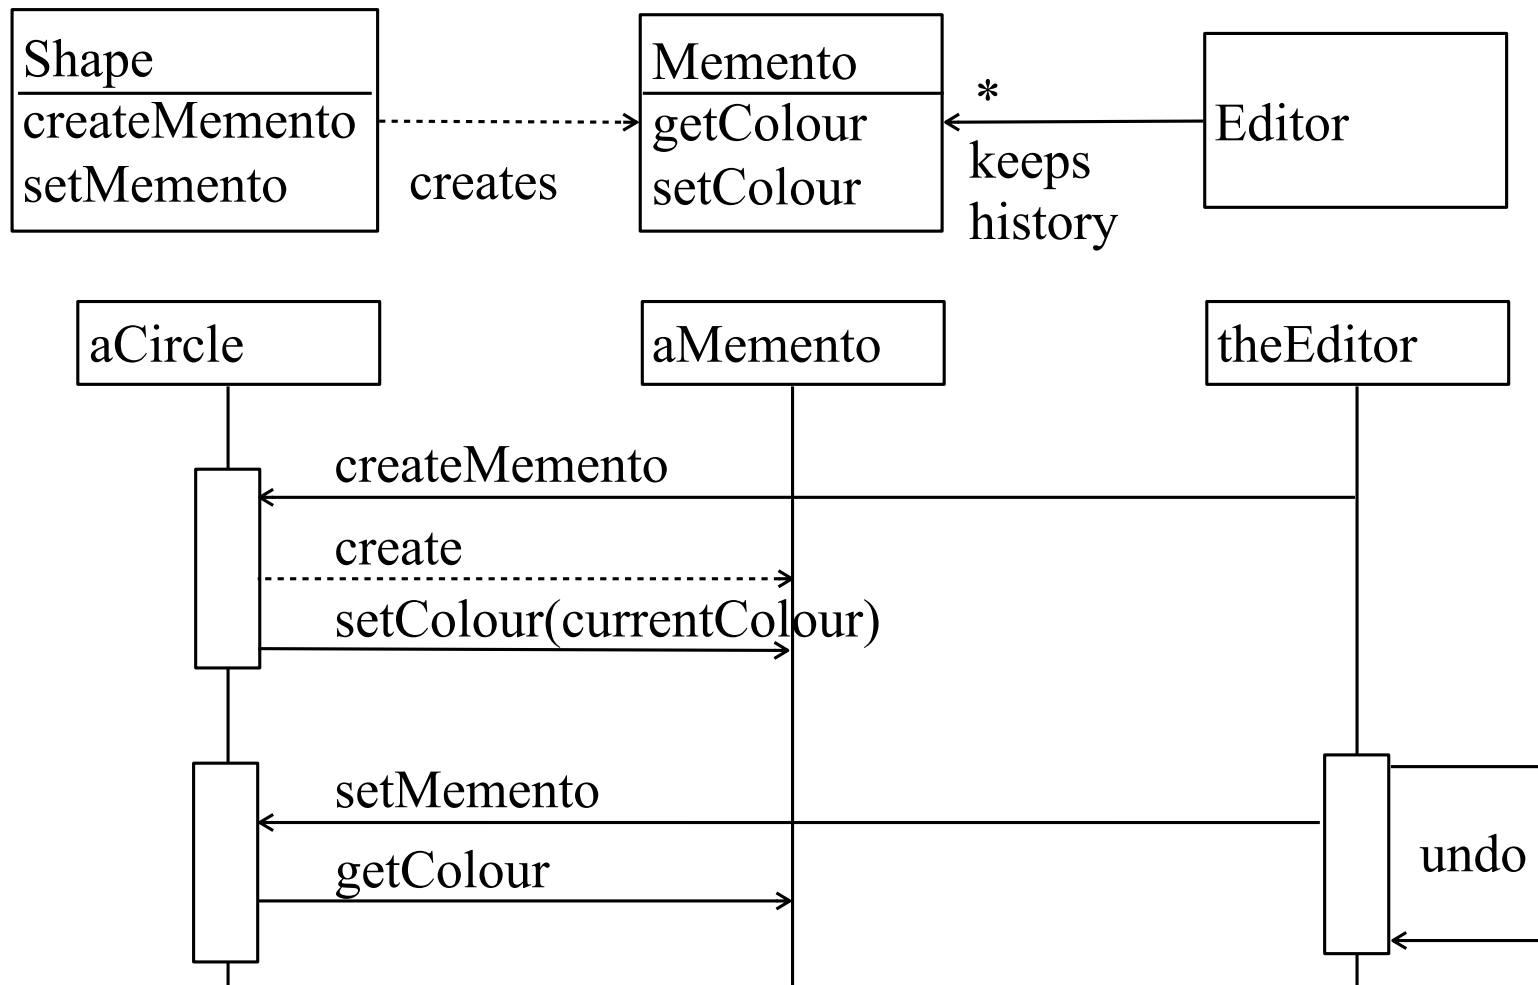 Shape
createMemento
setMemento
creates
Memento
getColour
setColour
*
keeps
history
Editor
aCircle
aMemento
theEditor
createMemento
create
setColour(currentColour)
setMemento
getColour
undo